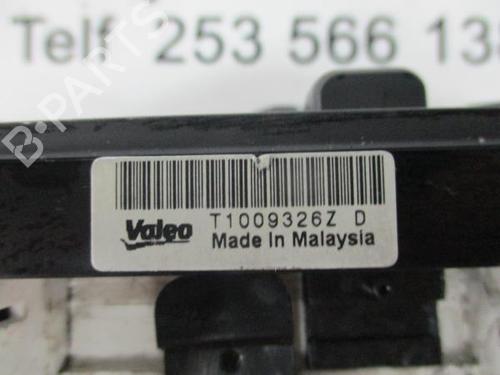 Telf. 253 566 13
B-PARTS
Valeo T1009326Z D
Made In Malaysia